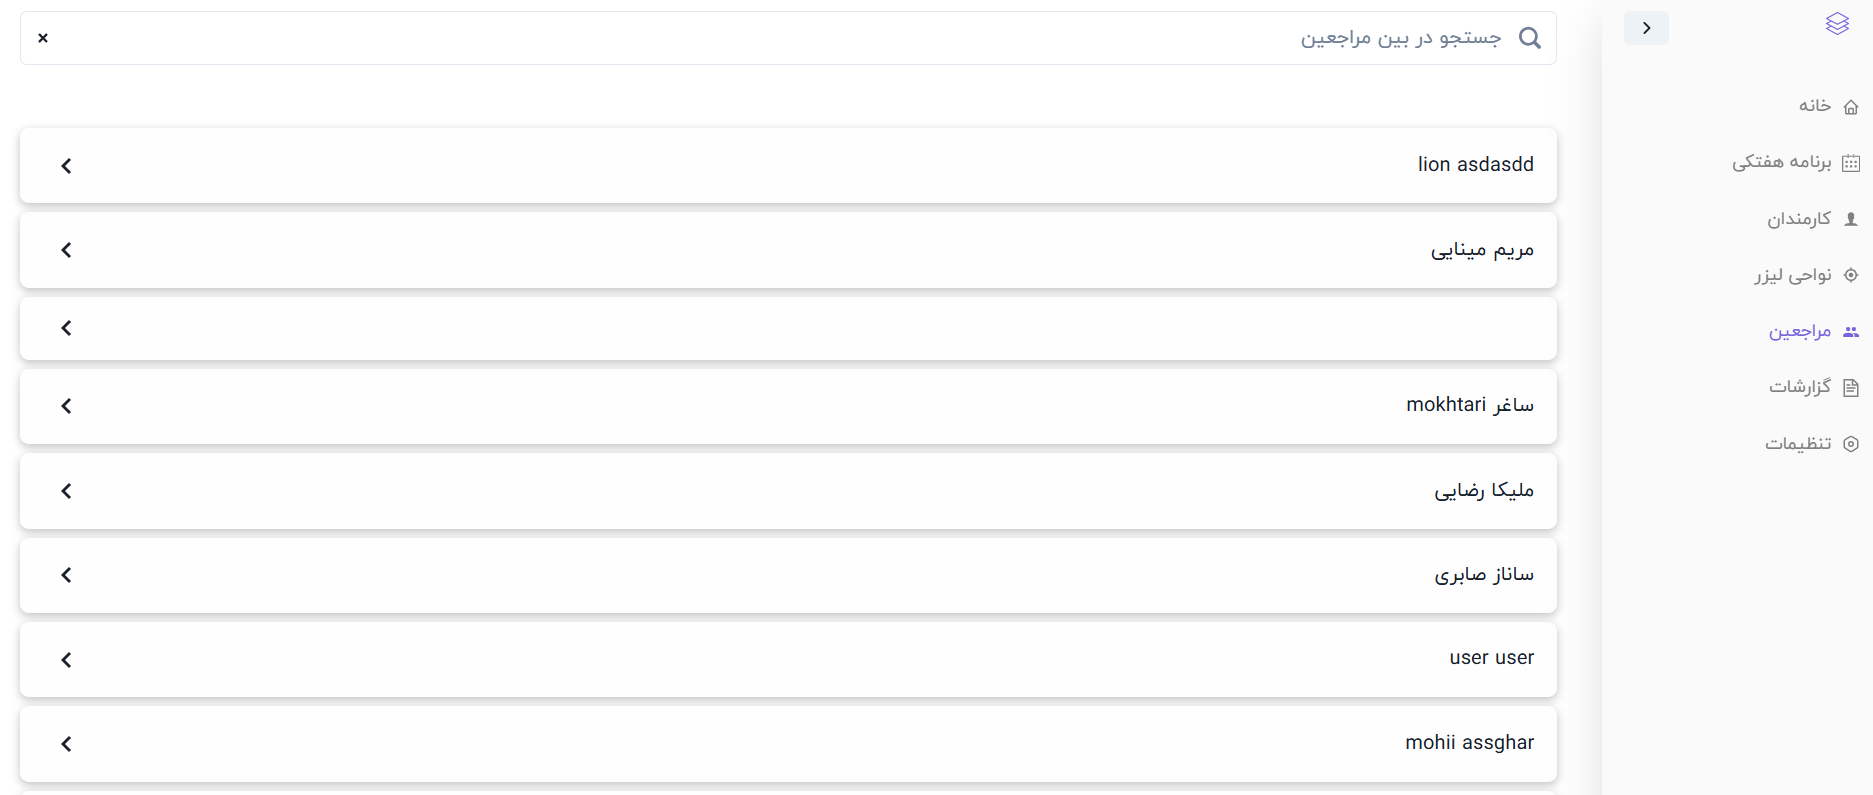 جستجو در بین مراجعین
خانه
برنامه هفتکی
کارمندان
نواحی لیزر
مراجعین
گزارشات
تنظیمات
lion asdasdd
مریم مینایی
ساغر mokhtari
ملیکا رضایی
ساناز صابری
user user
mohii assghar